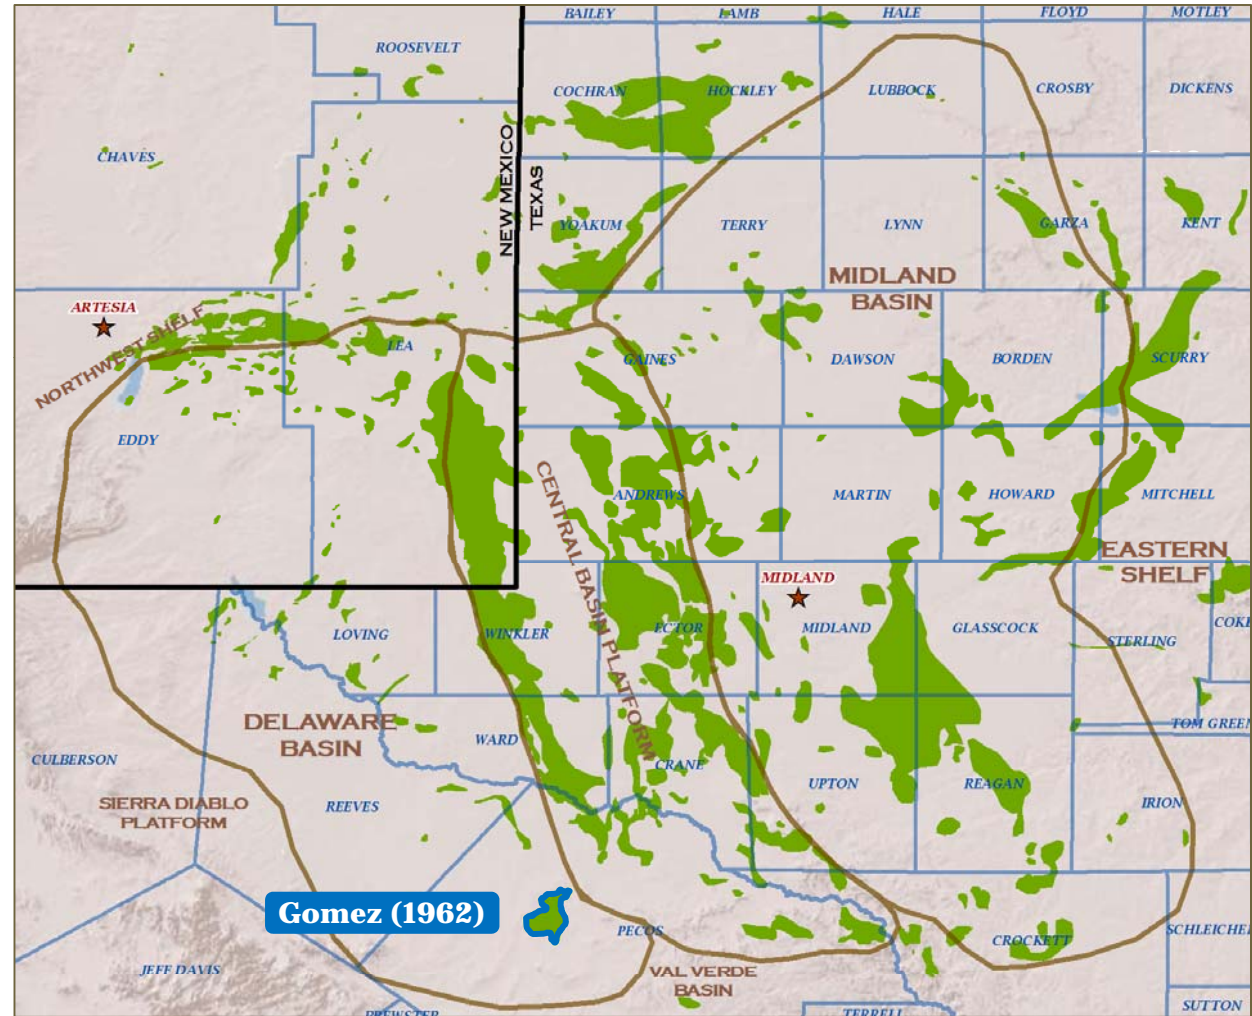 BAILEY
LAMB
HALE
FLOYD
MOTLEY
ROOSEVELT
COCHRAN
HOCKLEY
LUBBOCK
CROSBY
DICKENS
CHAVES
NEW MEXICO
TEXAS
YOAKUM
TERRY
LYNN
GARZA
KENT
MIDLAND
BASIN
ARTESIA
NORTHWEST SHELF
LEA
GAINES
DAWSON
BORDEN
SCURRY
EDDY
CENTRAL BASIN PLATFORM
ANDREWS
MARTIN
HOWARD
MITCHELL
EASTERN
SHELF
MIDLAND
LOVING
WINKLER
ECTOR
MIDLAND
GLASSCOCK
STERLING
COKE
DELAWARE
BASIN
WARD
CRANE
TOM GREEN
CULBERSON
SIERRA DIABLO
PLATFORM
REEVES
UPTON
REAGAN
IRION
Gomez (1962)
PECOS
CROCKETT
SCHLEICHER
JEFF DAVIS
VAL VERDE
BASIN
BREWSTER
TERRELL
SUTTON